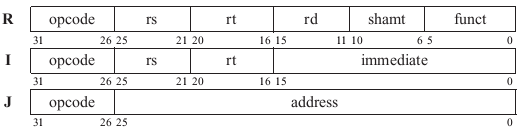 R opcode rs rt rd shamt funct
31 26 25 21 20 16 15 11 10 6 5 0
I opcode rs rt immediate
31 26 25 21 20 16 15 0
J opcode address
31 26 25 0